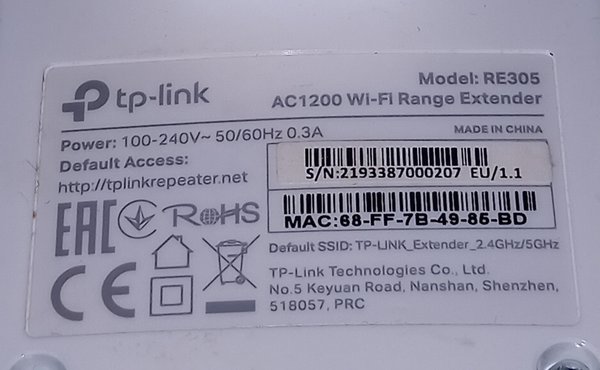 tp-link
Model: RE305
AC1200 Wi-Fi Range Extender
Power: 100-240V~ 50/60Hz 0.3A
MADE IN CHINA
Default Access:
http://tplinkrepeater.net
S/N:2193387000207 EU/1.1
MAC:68-FF-7B-49-85-BD
EAC RoHS
Default SSID: TP-LINK_Extender_2.4GHz/5GHz
CE
TP-Link Technologies Co., Ltd.
No.5 Keyuan Road, Nanshan, Shenzhen,
518057, PRC